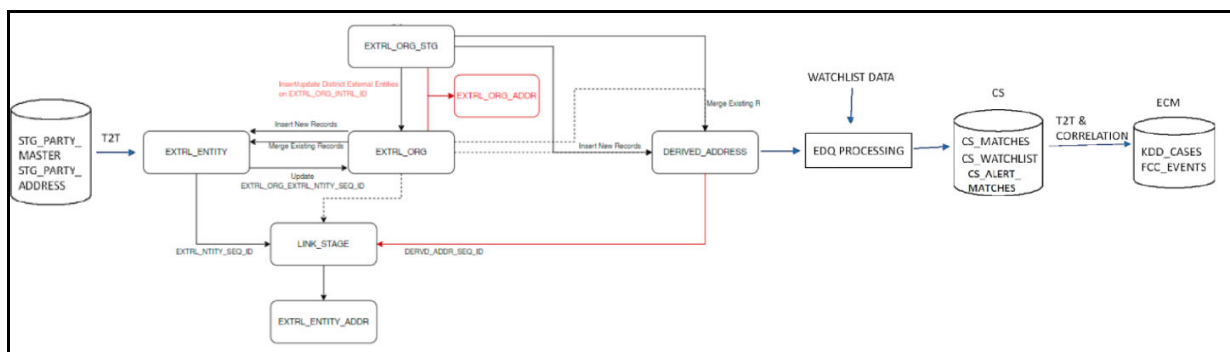 EXTRL_ORG_STG
Insert/update Distinct External Entities
on EXTRL_ORG_INTRL_ID
EXTRL_ORG_ADDR
WATCHLIST DATA
CS
ECM
Merge Existing R
STG_PARTY_
MASTER
STG_PARTY_
ADDRESS
T2T
EXTRL_ENTITY
Insert New Records
Merge Existing Records
EXTRL_ORG
Update
EXTRL_ORG_EXTRL_NTITY_SEQ_ID
Insert New Records
DERIVED_ADDRESS
EDQ PROCESSING
CS_MATCHES
CS_WATCHLIST
CS_ALERT_
MATCHES
T2T &
CORRELATION
KDD_CASES
FCC_EVENTS
EXTRL_NTITY_SEQ_ID
LINK_STAGE
DERVD_ADDR_SEQ_ID
EXTRL_ENTITY_ADDR